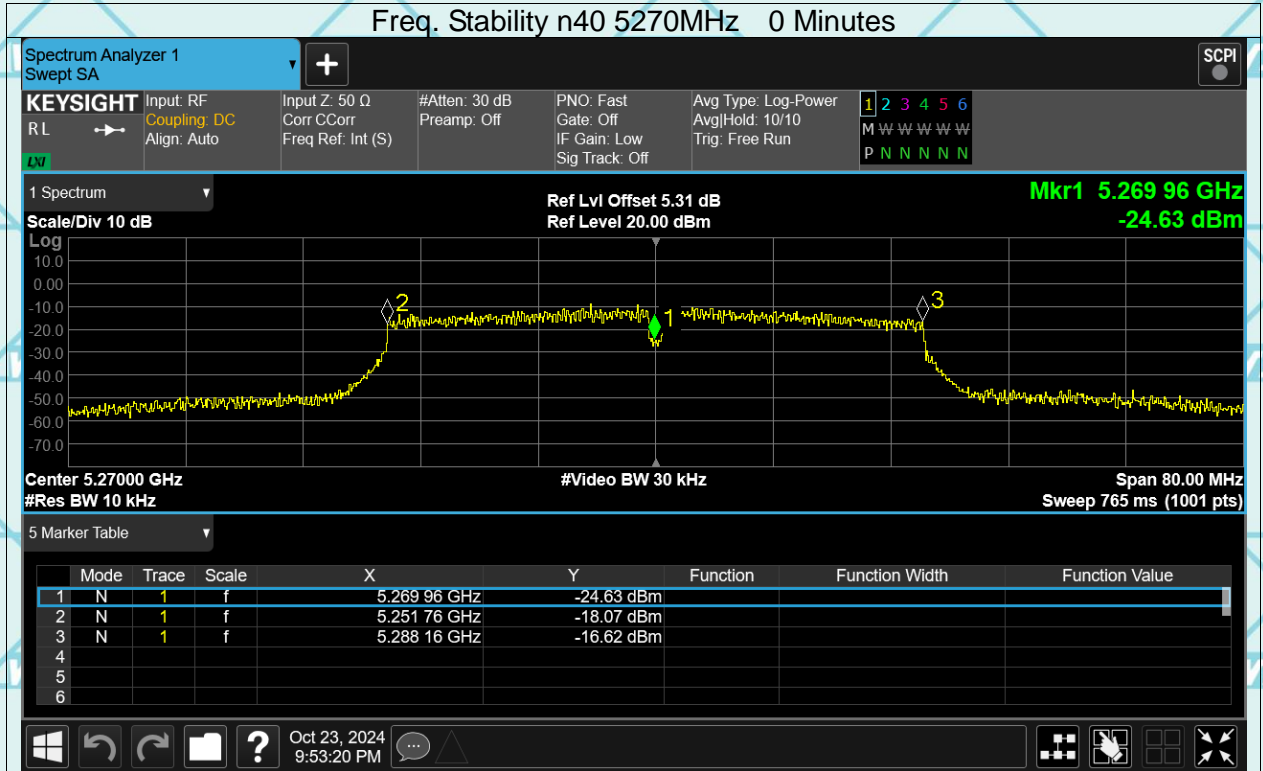 Freq. Stability n40 5270MHz 0 Minutes
Spectrum Analyzer 1
Swept SA
+
SCPI
KEYSIGHT Input: RF Input Z: 50 Ω #Atten: 30 dB PNO: Fast Avg Type: Log-Power 1 2 3 4 5 6
RL Coupling: DC Corr CCorr Preamp: Off Gate: Off Avg|Hold: 10/10 M W W W W W W
Align: Auto Freq Ref: Int (S) IF Gain: Low Trig: Free Run P N N N N N N
LXI Sig Track: Off
1 Spectrum
Ref Lvl Offset 5.31 dB Mkr1 5.269 96 GHz
Scale/Div 10 dB Ref Level 20.00 dBm -24.63 dBm
Log
10.0
0.00
-10.0 2 3
-20.0 1
-30.0
-40.0
-50.0
-60.0
-70.0
Center 5.27000 GHz #Video BW 30 kHz Span 80.00 MHz
#Res BW 10 kHz Sweep 765 ms (1001 pts)
5 Marker Table
Mode Trace Scale X Y Function Function Width Function Value
1 N 1 f 5.269 96 GHz -24.63 dBm
2 N 1 f 5.251 76 GHz -18.07 dBm
3 N 1 f 5.288 16 GHz -16.62 dBm
4
5
6
? Oct 23, 2024
9:53:20 PM